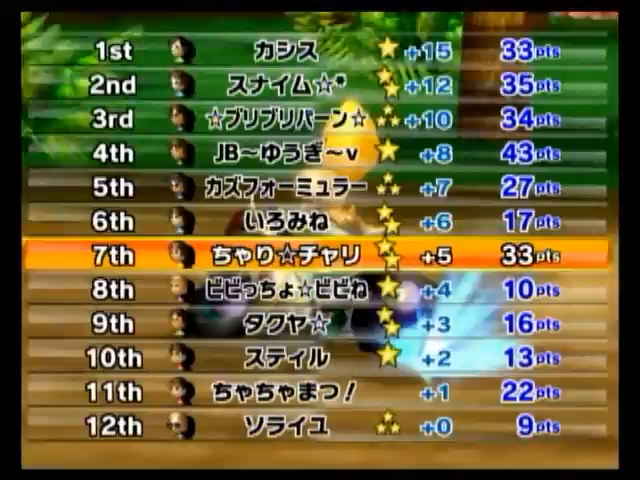 1st カシス +15 33pts
2nd スナイム☆* +12 35pts
3rd ☆ブリブリバーン☆ +10 34pts
4th JB～ゆうぎ～v +8 43pts
5th カズフォーミュラー +7 27pts
6th いろみね +6 17pts
7th ちゃり☆チャリ +5 33pts
8th ビビっちょ☆ビビね +4 10pts
9th タクヤ☆ +3 16pts
10th スティル +2 13pts
11th ちゃちゃまつ! +1 22pts
12th ソライユ +0 9pts